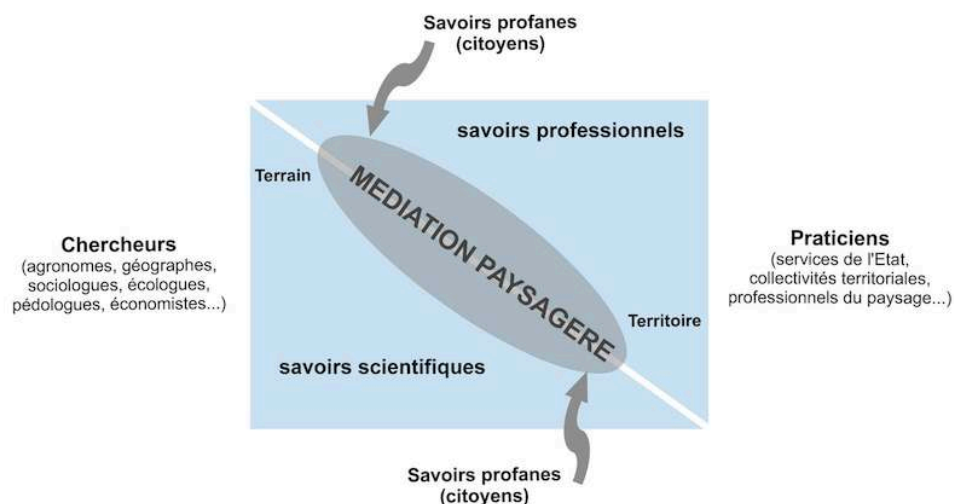 Savoirs profanes
(citoyens)
savoirs professionnels
Terrain
MEDIATION PAYSAGERE
Chercheurs
(agronomes, géographes,
sociologues, écologues,
pédologues, économistes...)
Praticiens
(services de l'Etat,
collectivités territoriales,
professionnels du paysage...)
Territoire
savoirs scientifiques
Savoirs profanes
(citoyens)